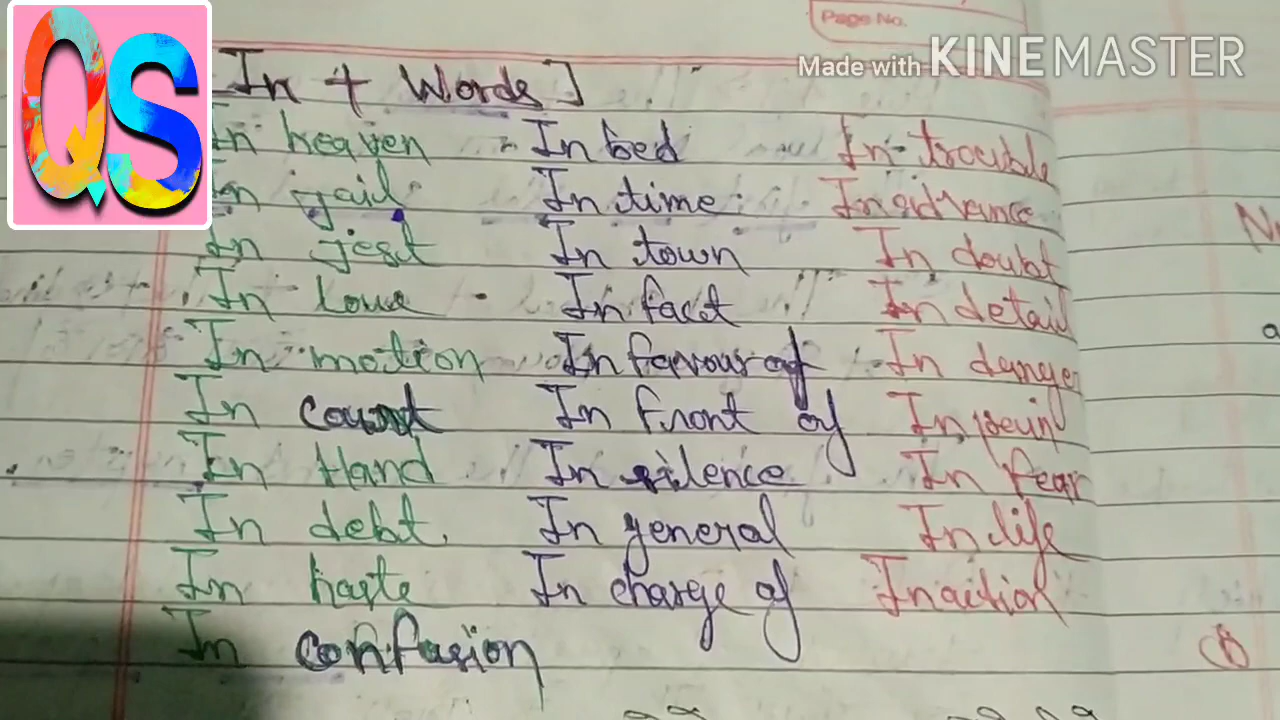 Page No.
Made with KINEMASTER
QS
In + Words ]
In heaven In bed In trouble
In jail In time In advance
In jest In town In doubt
In love In fact In detail
In motion In favour of In danger
In court In front of In pain
In Hand In silence In fear
In debt. In general In life
In haste In charge of In action
In confusion